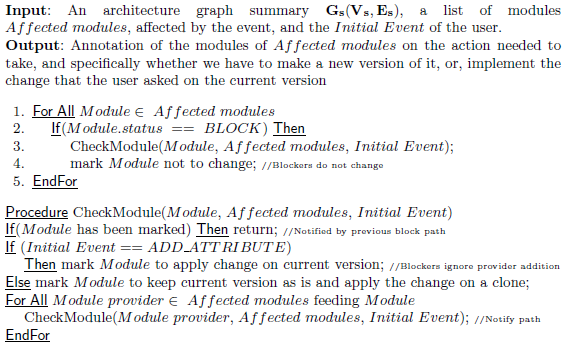 Input: An architecture graph summary Gs(Vs, Es), a list of modules
Affected modules, affected by the event, and the Initial Event of the user.
Output: Annotation of the modules of Affected modules on the action needed to
take, and specifically whether we have to make a new version of it, or, implement the
change that the user asked on the current version
1. For All Module ∈ Affected modules
2. If(Module.status == BLOCK) Then
3. CheckModule(Module, Affected modules, Initial Event);
4. mark Module not to change; //Blockers do not change
5. EndFor
Procedure CheckModule(Module, Affected modules, Initial Event)
If(Module has been marked) Then return; //Notified by previous block path
If (Initial Event == ADD_ATTRIBUTE)
Then mark Module to apply change on current version; //Blockers ignore provider addition
Else mark Module to keep current version as is and apply the change on a clone;
For All Module provider ∈ Affected modules feeding Module
CheckModule(Module provider, Affected modules, Initial Event); //Notify path
EndFor